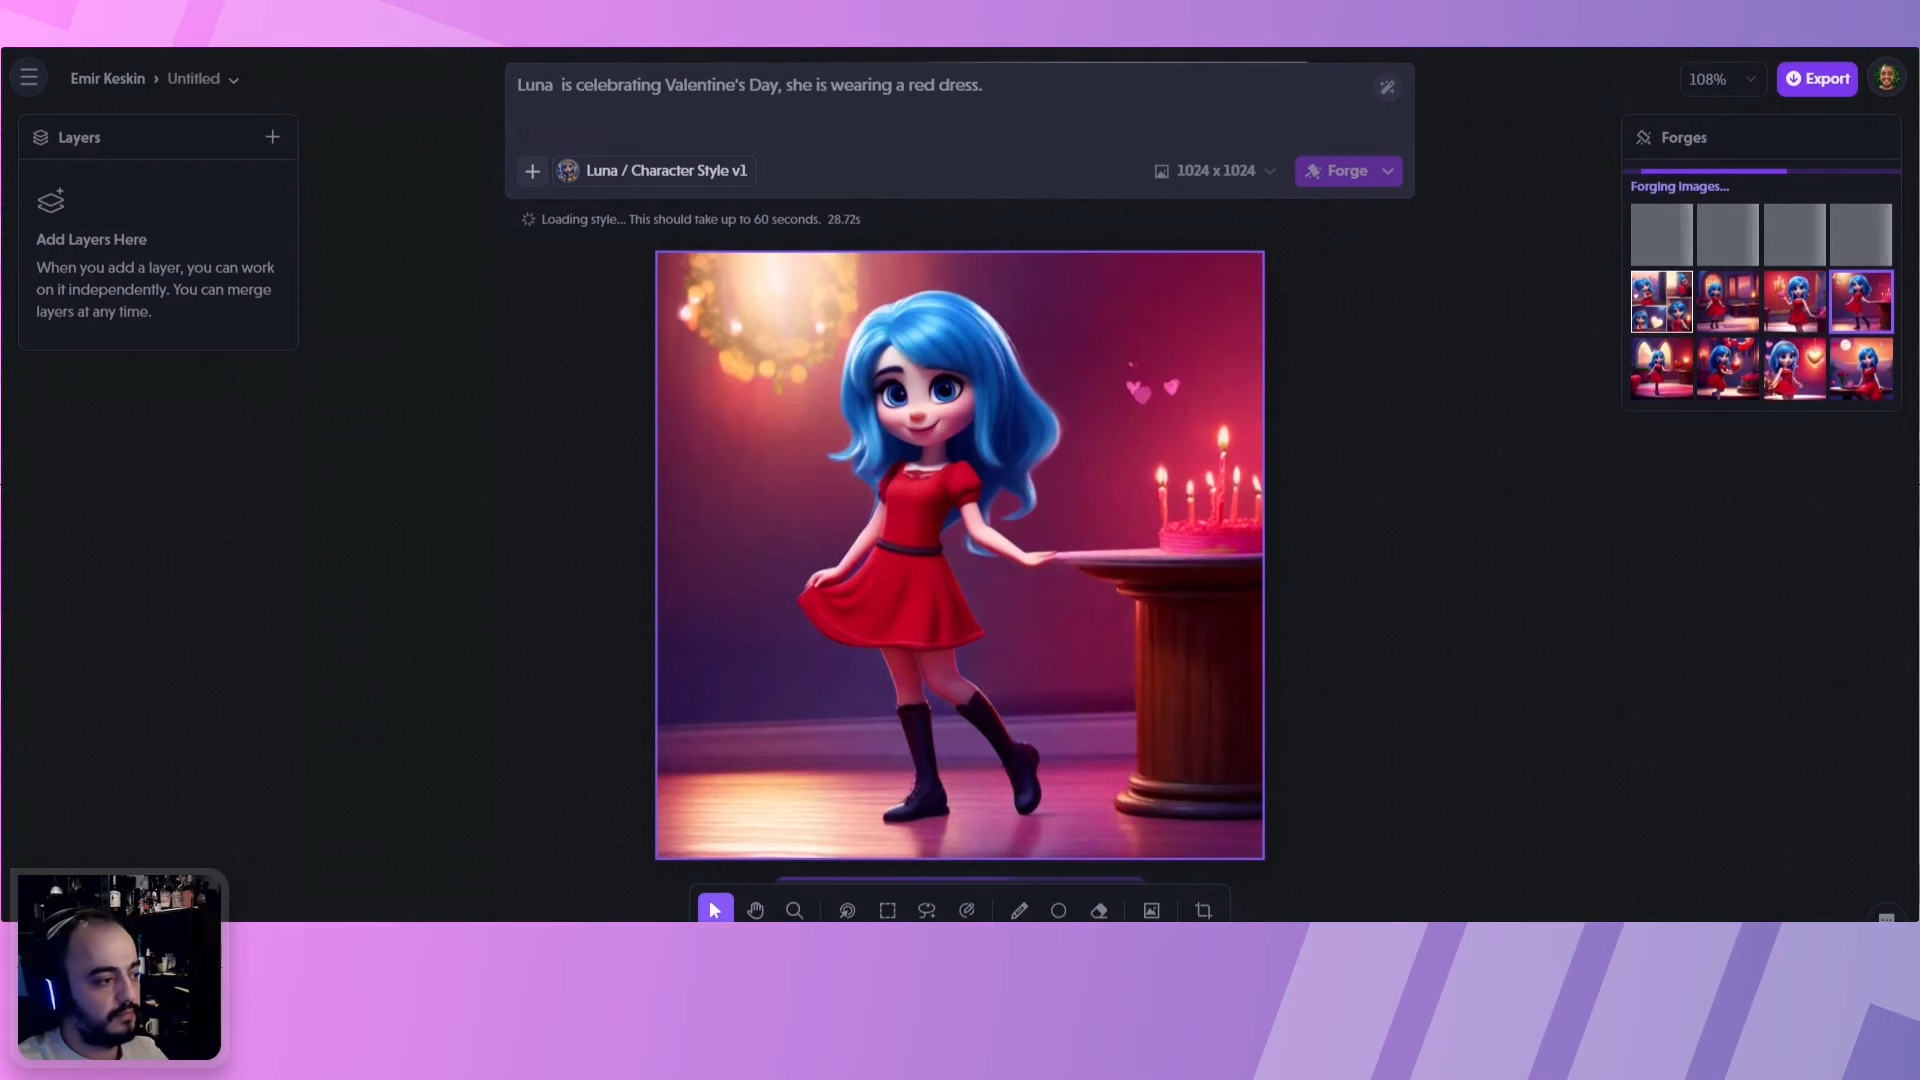 Emir Keskin › Untitled
Luna  is celebrating Valentine's Day, she is wearing a red dress.
108%
Export
Layers
Luna / Character Style v1
1024 x 1024
Forge
Forges
Forging Images...
Loading style... This should take up to 60 seconds. 28.72s
Add Layers Here
When you add a layer, you can work
on it independently. You can merge
layers at any time.